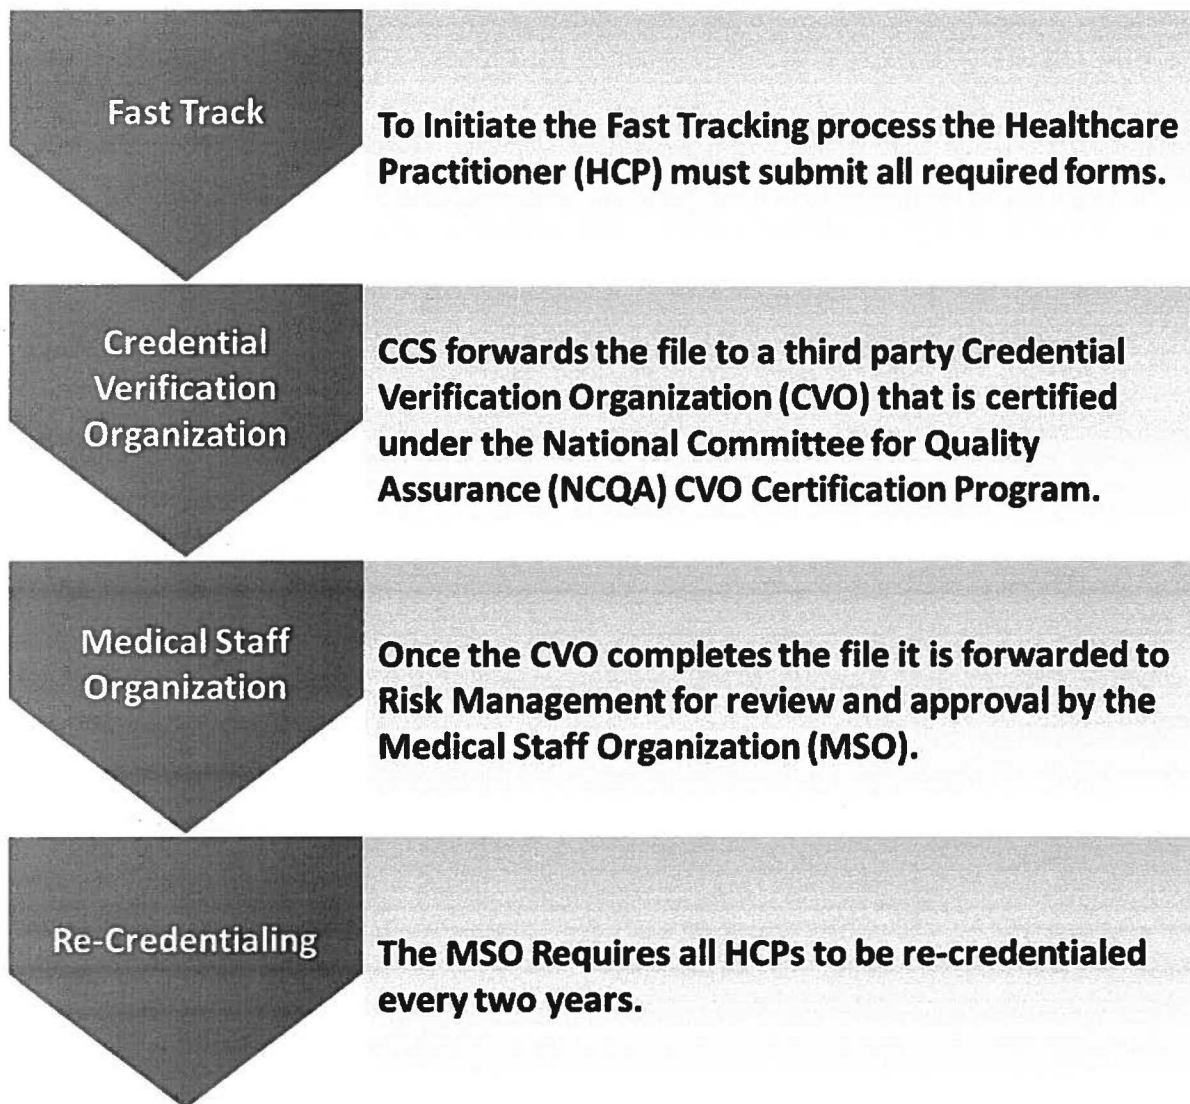 Fast Track
To Initiate the Fast Tracking process the Healthcare
Practitioner (HCP) must submit all required forms.
Credential
Verification
Organization
CCS forwards the file to a third party Credential
Verification Organization (CVO) that is certified
under the National Committee for Quality
Assurance (NCQA) CVO Certification Program.
Medical Staff
Organization
Once the CVO completes the file it is forwarded to
Risk Management for review and approval by the
Medical Staff Organization (MSO).
Re-Credentialing
The MSO Requires all HCPs to be re-credentialed
every two years.